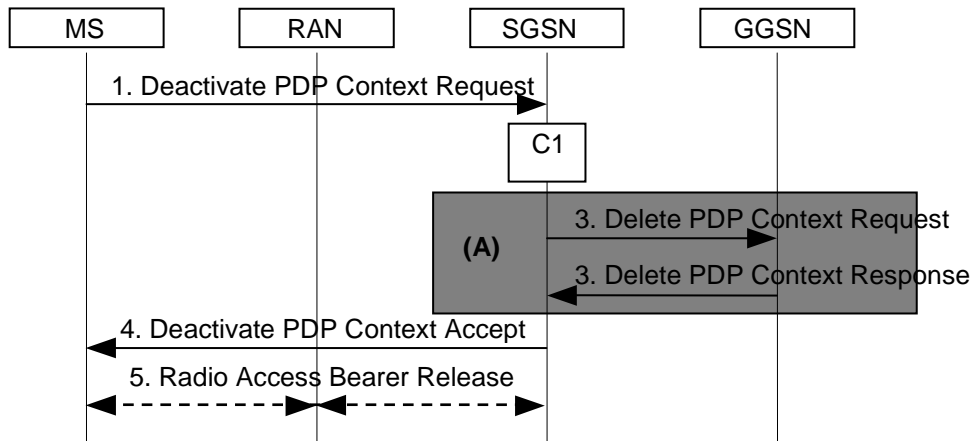 MS RAN SGSN GGSN
1. Deactivate PDP Context Request
C1
3. Delete PDP Context Request
(A)
3. Delete PDP Context Response
4. Deactivate PDP Context Accept
5. Radio Access Bearer Release